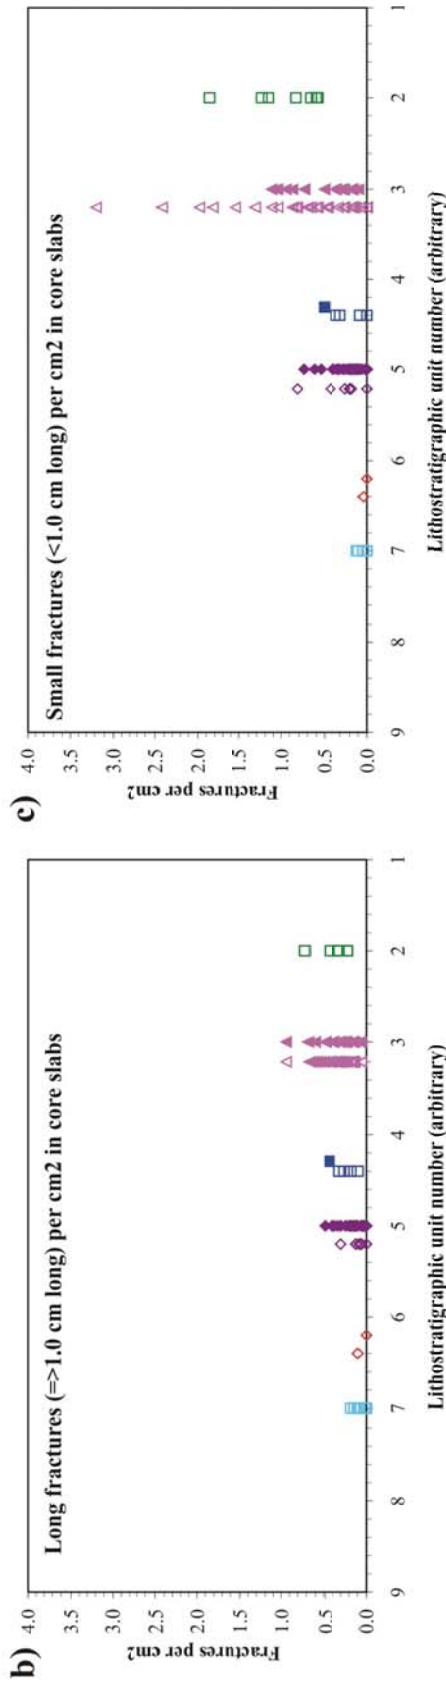 b)
Long fractures (=>1.0 cm long) per cm2 in core slabs
Fractures per cm2
4.0
3.5
3.0
2.5
2.0
1.5
1.0
0.5
0.0
9 8 7 6 5 4 3 2 1
Lithostratigraphic unit number (arbitrary)
c)
Small fractures (<1.0 cm long) per cm2 in core slabs
Fractures per cm2
4.0
3.5
3.0
2.5
2.0
1.5
1.0
0.5
0.0
9 8 7 6 5 4 3 2 1
Lithostratigraphic unit number (arbitrary)